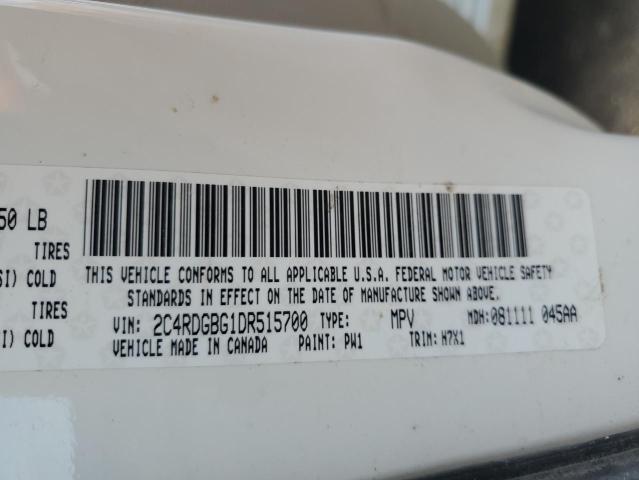 50 LB
TIRES
SI) COLD
TIRES
I) COLD
THIS VEHICLE CONFORMS TO ALL APPLICABLE U.S.A. FEDERAL MOTOR VEHICLE SAFETY
STANDARDS IN EFFECT ON THE DATE OF MANUFACTURE SHOWN ABOVE.
VIN: 2C4RDGBG1DR515700 TYPE: MPV MDH: 081111 045AA
VEHICLE MADE IN CANADA PAINT: PW1 TRIM: H7X1